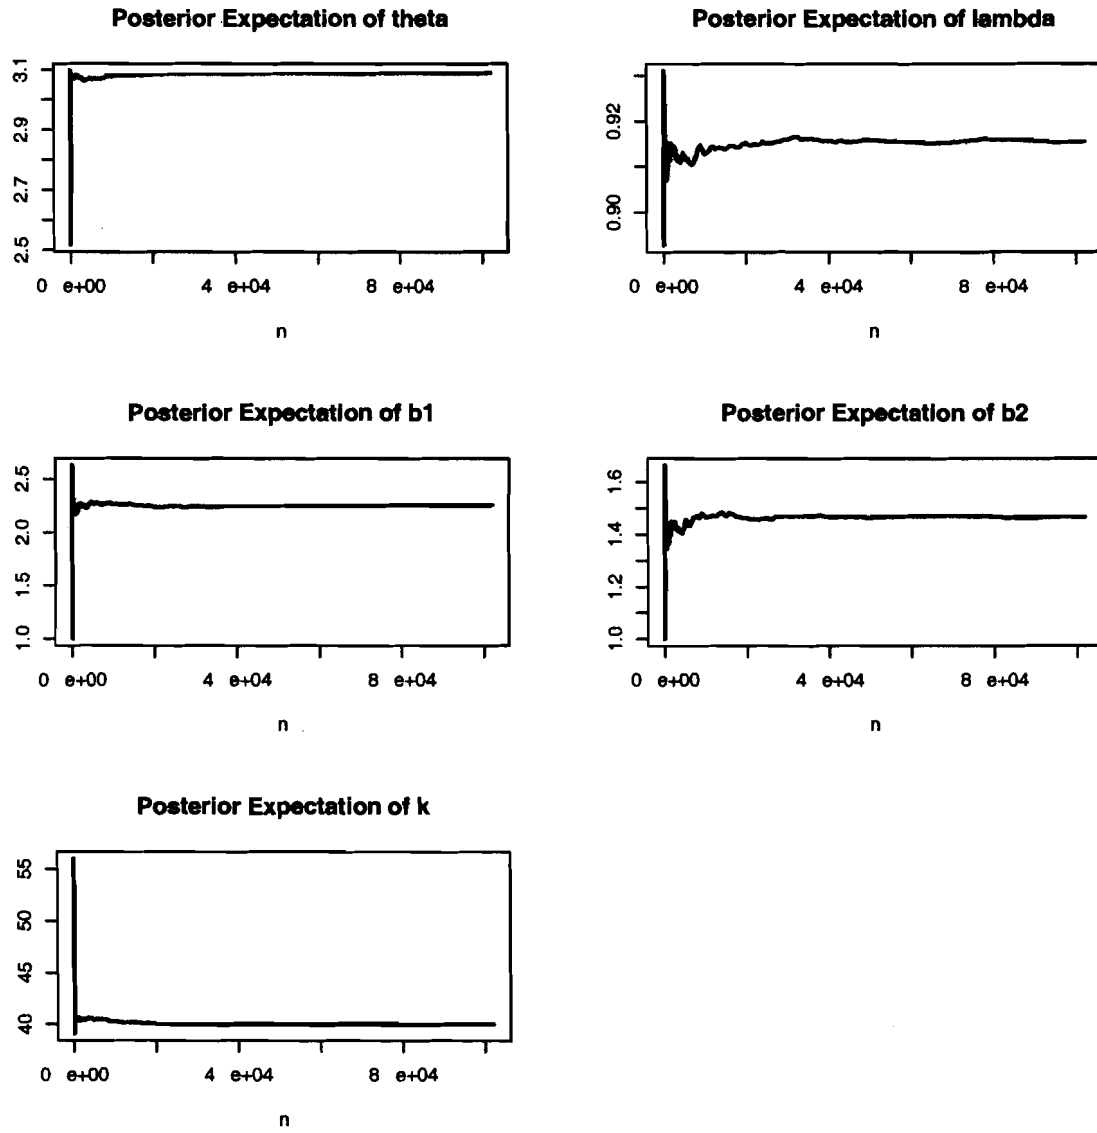 Posterior Expectation of theta
3.1
2.9
2.7
2.5
0 e+00 4 e+04 8 e+04
n
Posterior Expectation of lambda
0.92
0.90
0 e+00 4 e+04 8 e+04
n
Posterior Expectation of b1
2.5
2.0
1.5
1.0
0 e+00 4 e+04 8 e+04
n
Posterior Expectation of b2
1.6
1.4
1.2
1.0
0 e+00 4 e+04 8 e+04
n
Posterior Expectation of k
55
50
45
40
0 e+00 4 e+04 8 e+04
n